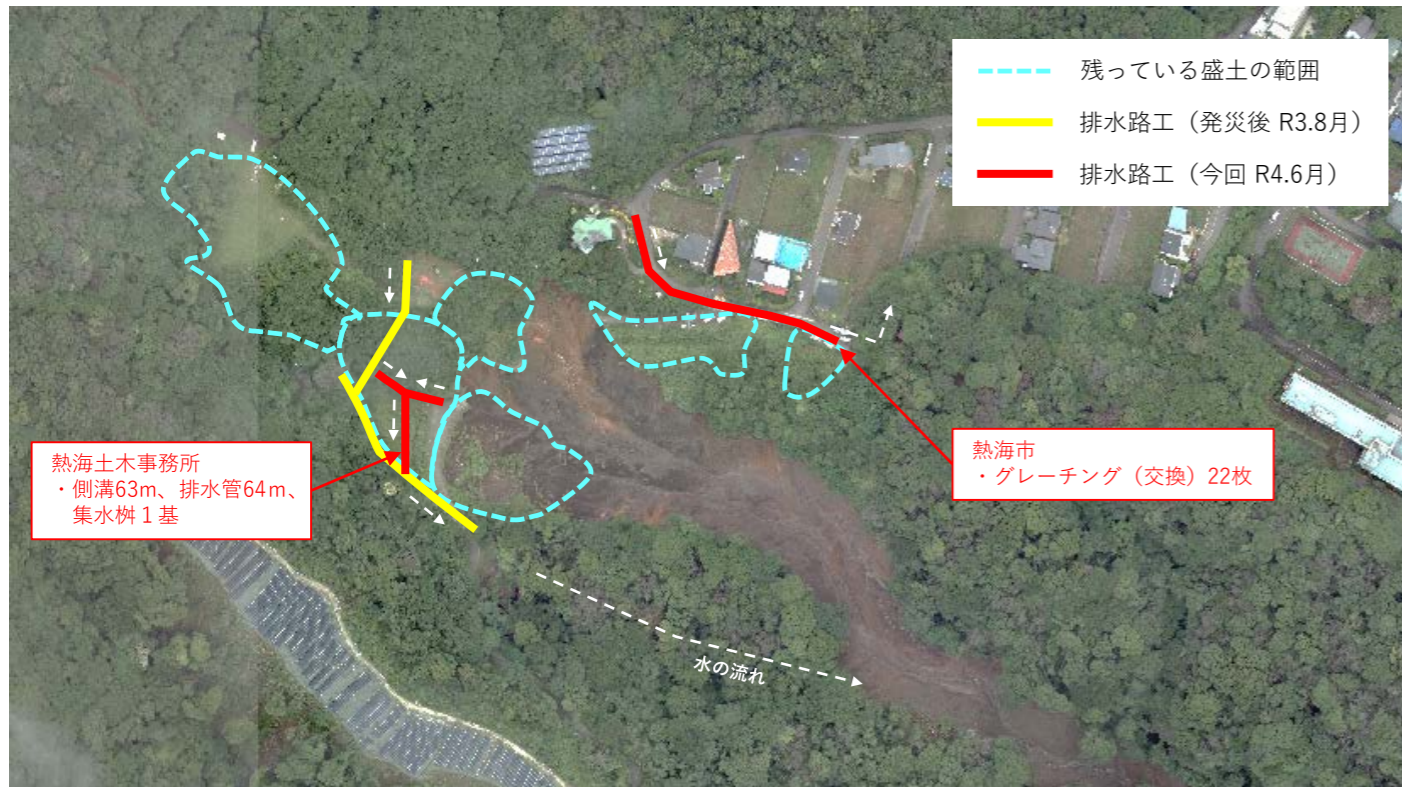 残っている盛土の範囲
排水路工（発災後 R3.8月）
排水路工（今回 R4.6月）
熱海土木事務所
・側溝63m、排水管64m、
集水桝１基
熱海市
・グレーチング（交換）22枚
水の流れ